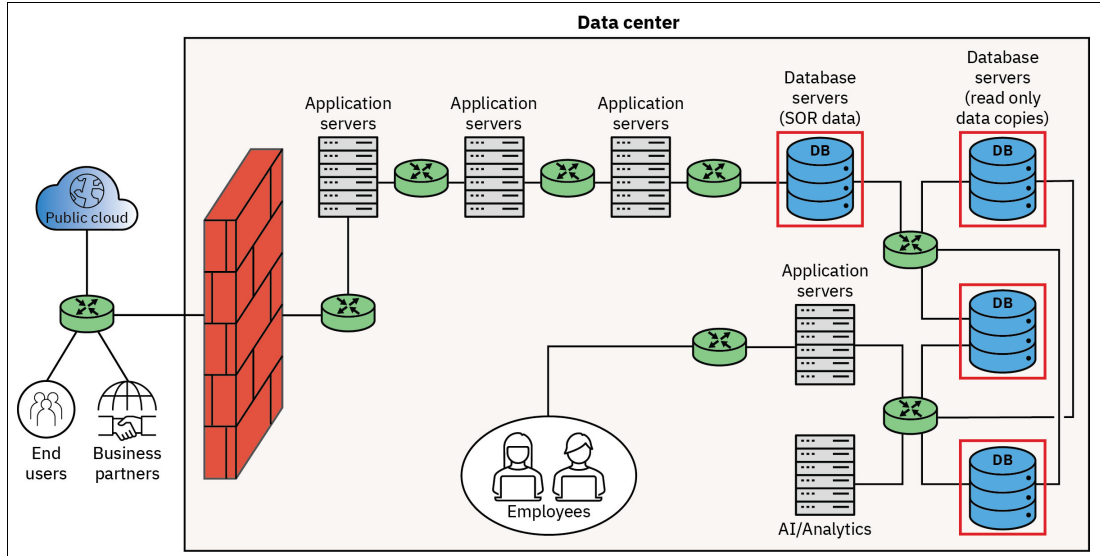 Data center
Application
servers
Application
servers
Application
servers
Database
servers
(SOR data)
Database
servers
(read only
data copies)
DB
DB
Public cloud
Application
servers
DB
End
users
Business
partners
Employees
AI/Analytics
DB